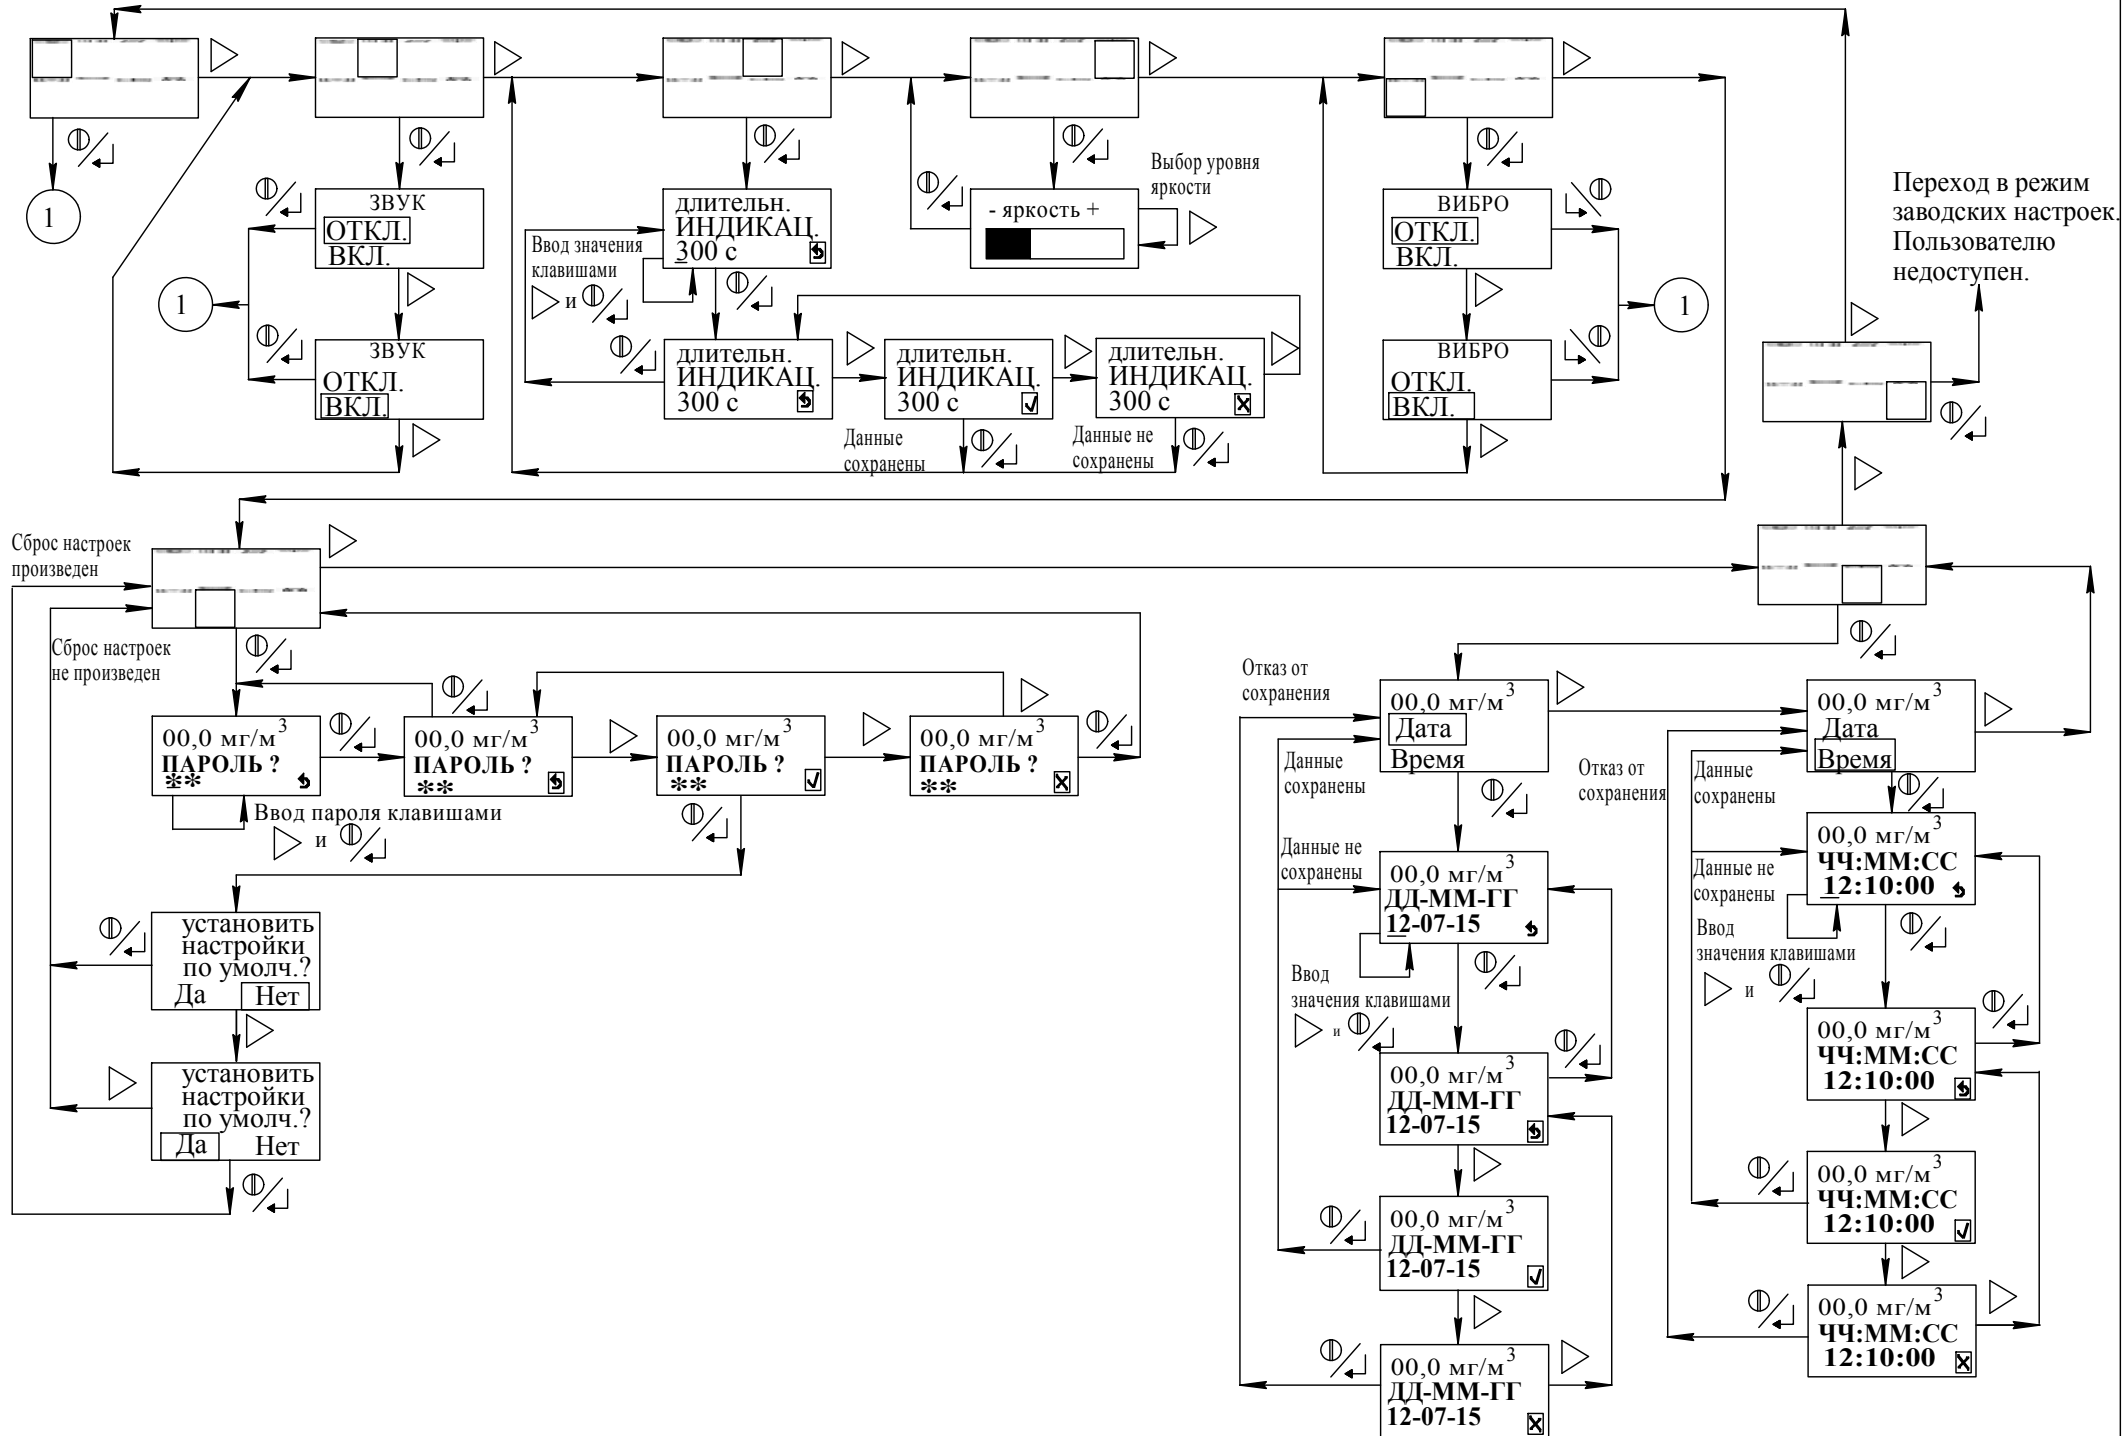 Выбор уровня
яркости
Переход в режим
заводских настроек.
Пользователю
недоступен.
1
ЗВУК
ОТКЛ.
ВКЛ.
1
ЗВУК
ОТКЛ.
ВКЛ.
длительн.
ИНДИКАЦ.
300 с
Ввод значения
клавишами
и
длительн.
ИНДИКАЦ.
300 с
длительн.
ИНДИКАЦ.
300 с
длительн.
ИНДИКАЦ.
300 с
Данные
сохранены
Данные не
сохранены
- яркость +
ВИБРО
ОТКЛ.
ВКЛ.
1
ВИБРО
ОТКЛ.
ВКЛ.
Сброс настроек
произведен
Сброс настроек
не произведен
00,0 мг/м³
ПАРОЛЬ ?
**
00,0 мг/м³
ПАРОЛЬ ?
**
00,0 мг/м³
ПАРОЛЬ ?
**
00,0 мг/м³
ПАРОЛЬ ?
**
Ввод пароля клавишами
и
установить
настройки
по умолч.?
Да Нет
установить
настройки
по умолч.?
Да Нет
Отказ от
сохранения
00,0 мг/м³
Дата
Время
Данные
сохранены
Данные не
сохранены
00,0 мг/м³
ДД-ММ-ГГ
12-07-15
Ввод
значения клавишами
и
00,0 мг/м³
ДД-ММ-ГГ
12-07-15
00,0 мг/м³
ДД-ММ-ГГ
12-07-15
00,0 мг/м³
ДД-ММ-ГГ
12-07-15
00,0 мг/м³
Дата
Время
Отказ от
сохранения
Данные
сохранены
Данные не
сохранены
00,0 мг/м³
ЧЧ:ММ:СС
12:10:00
Ввод
значения клавишами
и
00,0 мг/м³
ЧЧ:ММ:СС
12:10:00
00,0 мг/м³
ЧЧ:ММ:СС
12:10:00
00,0 мг/м³
ЧЧ:ММ:СС
12:10:00